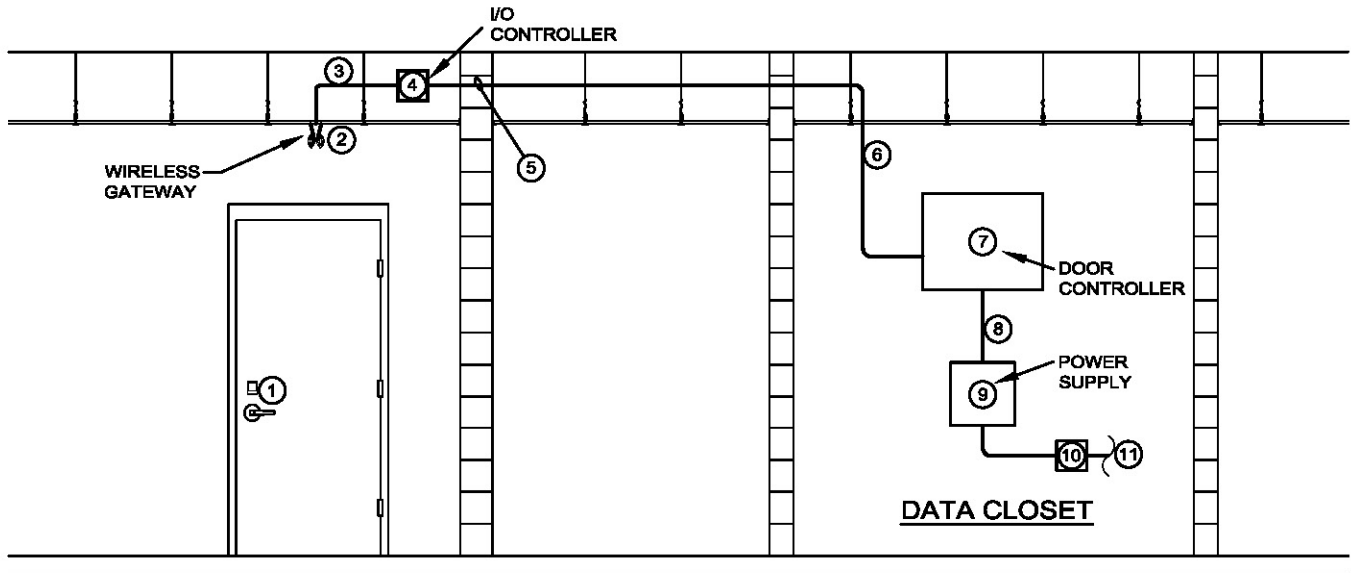 I/O
CONTROLLER
3
4
2
WIRELESS
GATEWAY
5
6
7
DOOR
CONTROLLER
8
POWER
SUPPLY
1
9
10
11
DATA CLOSET